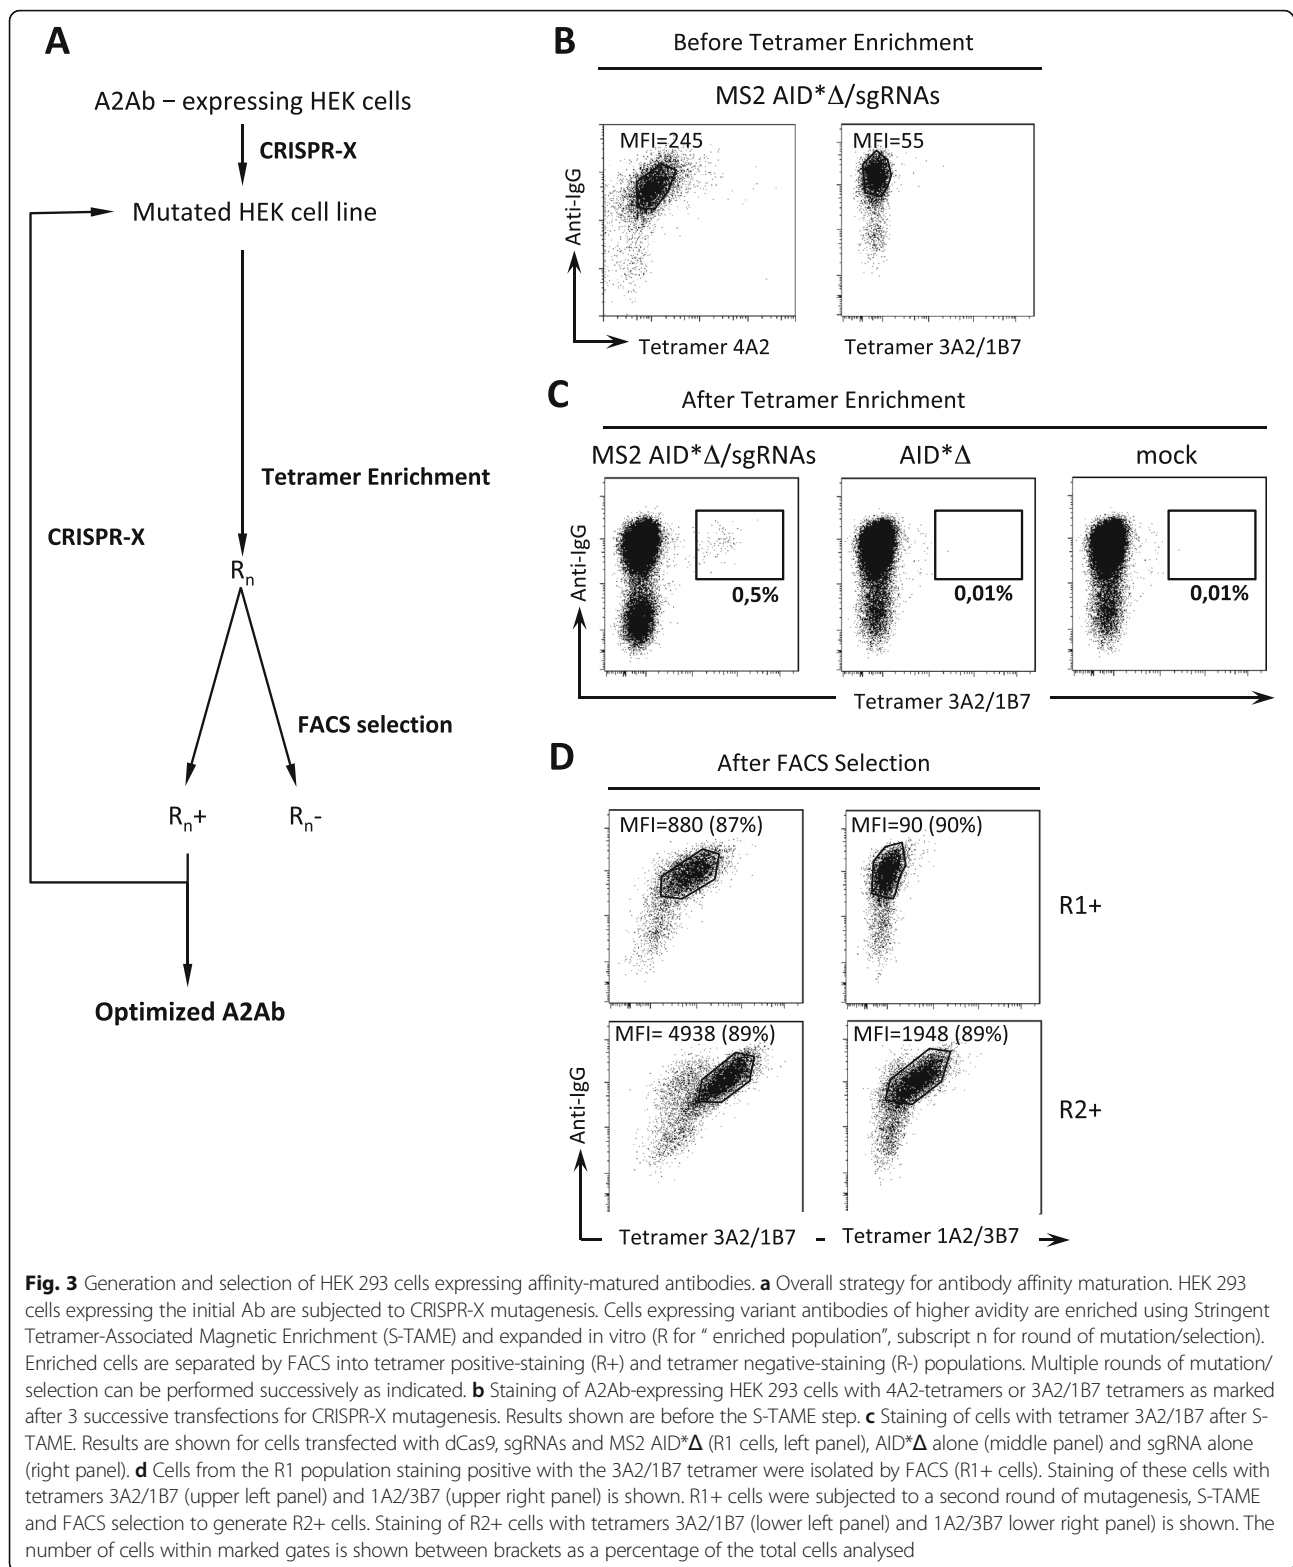 A
A2Ab – expressing HEK cells
CRISPR-X
Mutated HEK cell line
Tetramer Enrichment
CRISPR-X
Rn
FACS selection
Rn+
Rn-
Optimized A2Ab
B
Before Tetramer Enrichment
MS2 AID*Δ/sgRNAs
MFI=245
MFI=55
Anti-IgG
Tetramer 4A2
Tetramer 3A2/1B7
C
After Tetramer Enrichment
MS2 AID*Δ/sgRNAs
AID*Δ
mock
Anti-IgG
0,5%
0,01%
0,01%
Tetramer 3A2/1B7
D
After FACS Selection
MFI=880 (87%)
MFI=90 (90%)
R1+
MFI= 4938 (89%)
MFI=1948 (89%)
R2+
Anti-IgG
Tetramer 3A2/1B7
Tetramer 1A2/3B7
Fig. 3 Generation and selection of HEK 293 cells expressing affinity-matured antibodies. a Overall strategy for antibody affinity maturation. HEK 293
cells expressing the initial Ab are subjected to CRISPR-X mutagenesis. Cells expressing variant antibodies of higher avidity are enriched using Stringent
Tetramer-Associated Magnetic Enrichment (S-TAME) and expanded in vitro (R for “ enriched population”, subscript n for round of mutation/selection).
Enriched cells are separated by FACS into tetramer positive-staining (R+) and tetramer negative-staining (R-) populations. Multiple rounds of mutation/
selection can be performed successively as indicated. b Staining of A2Ab-expressing HEK 293 cells with 4A2-tetramers or 3A2/1B7 tetramers as marked
after 3 successive transfections for CRISPR-X mutagenesis. Results shown are before the S-TAME step. c Staining of cells with tetramer 3A2/1B7 after S-
TAME. Results are shown for cells transfected with dCas9, sgRNAs and MS2 AID*Δ (R1 cells, left panel), AID*Δ alone (middle panel) and sgRNA alone
(right panel). d Cells from the R1 population staining positive with the 3A2/1B7 tetramer were isolated by FACS (R1+ cells). Staining of these cells with
tetramers 3A2/1B7 (upper left panel) and 1A2/3B7 (upper right panel) is shown. R1+ cells were subjected to a second round of mutagenesis, S-TAME
and FACS selection to generate R2+ cells. Staining of R2+ cells with tetramers 3A2/1B7 (lower left panel) and 1A2/3B7 lower right panel) is shown. The
number of cells within marked gates is shown between brackets as a percentage of the total cells analysed